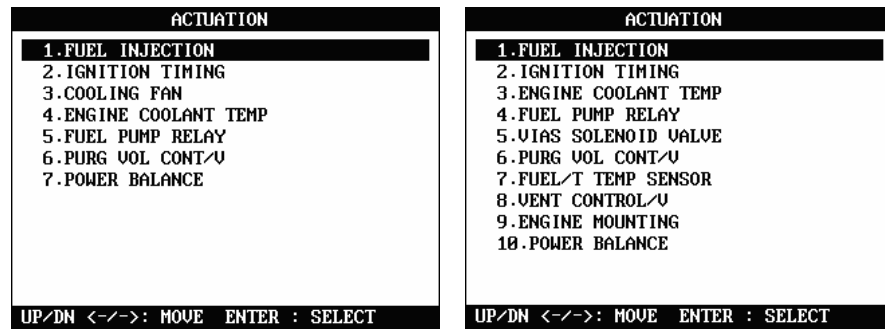 ACTUATION
1.FUEL INJECTION
2.IGNITION TIMING
3.COOLING FAN
4.ENGINE COOLANT TEMP
5.FUEL PUMP RELAY
6.PURG VOL CONT/V
7.POWER BALANCE
UP/DN <-/->: MOVE ENTER : SELECT
ACTUATION
1.FUEL INJECTION
2.IGNITION TIMING
3.ENGINE COOLANT TEMP
4.FUEL PUMP RELAY
5.VIAS SOLENOID VALVE
6.PURG VOL CONT/V
7.FUEL/T TEMP SENSOR
8.VENT CONTROL/V
9.ENGINE MOUNTING
10.POWER BALANCE
UP/DN <-/->: MOVE ENTER : SELECT